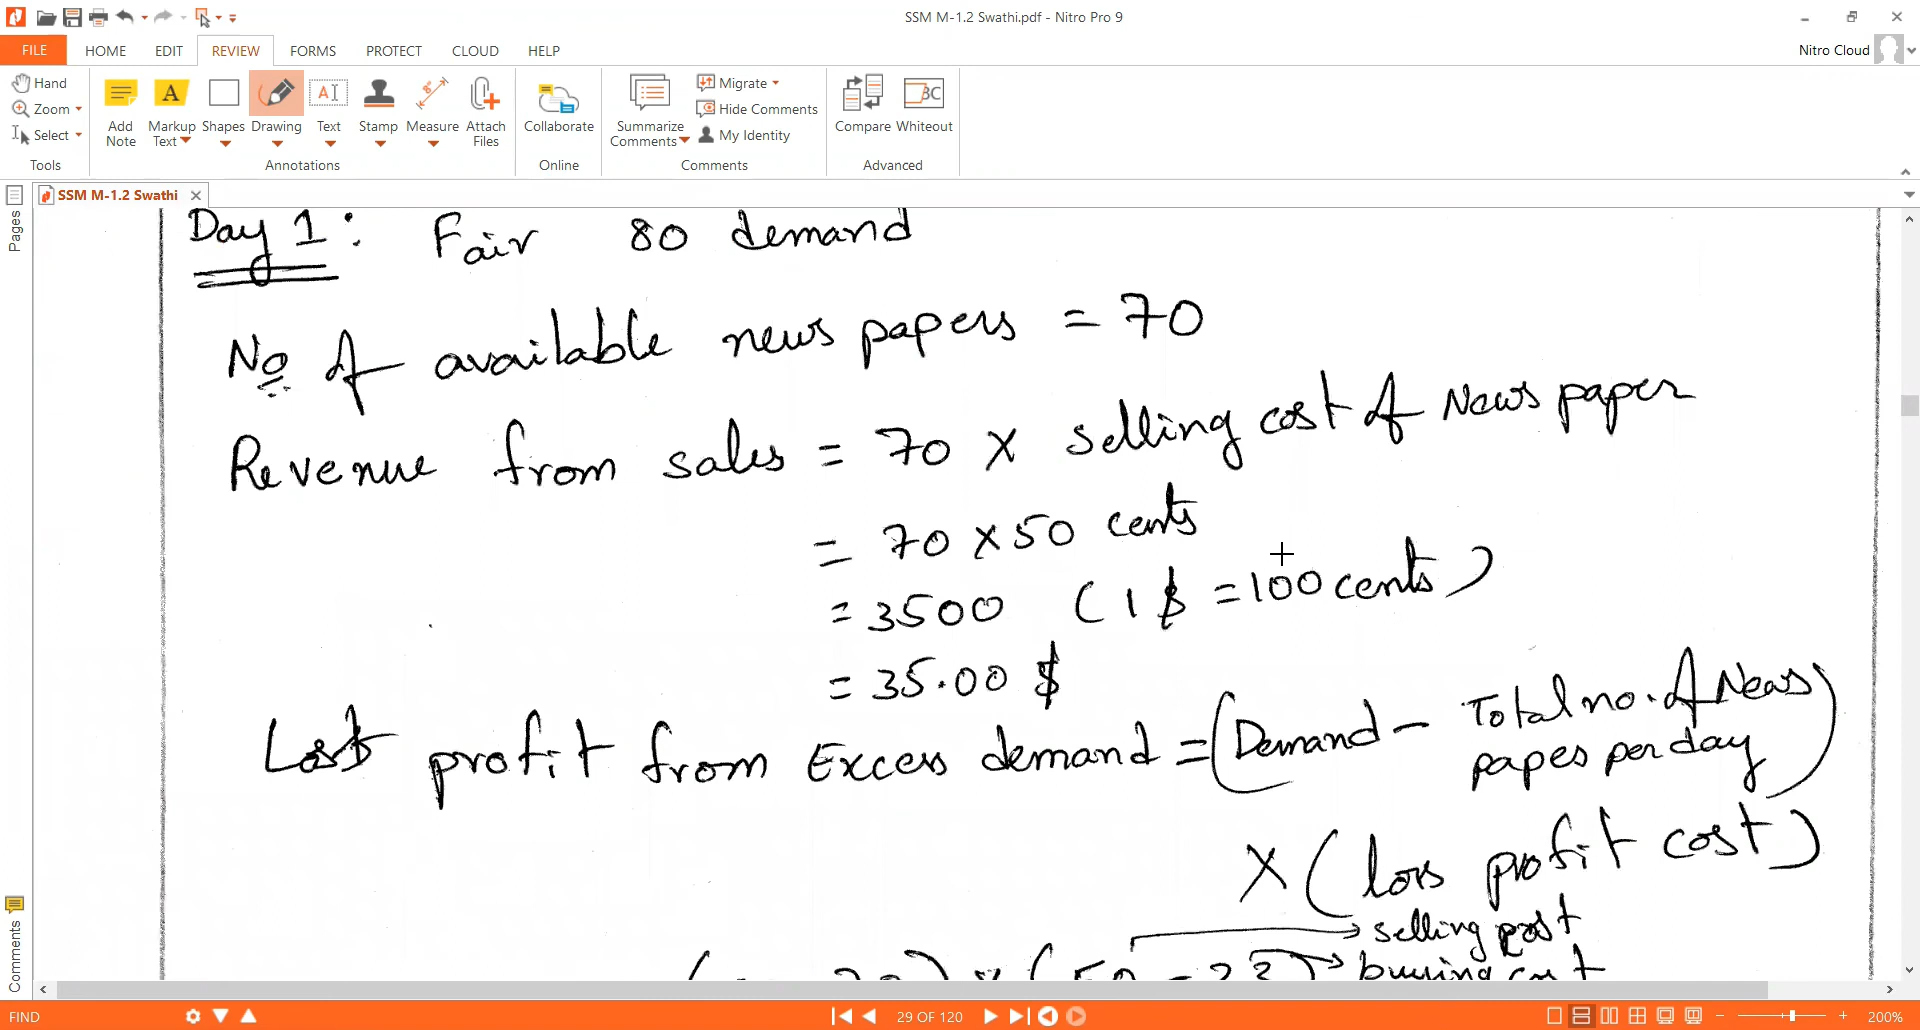 SSM M-1.2 Swathi.pdf - Nitro Pro 9
FILE HOME EDIT REVIEW FORMS PROTECT CLOUD HELP
Nitro Cloud
Hand
Zoom
Select
Tools
Add Note
Markup Text
Shapes
Drawing
Text
Stamp
Measure
Attach Files
Annotations
Collaborate
Online
Summarize Comments
Migrate
Hide Comments
My Identity
Comments
Compare
Whiteout
Advanced
SSM M-1.2 Swathi
Pages
Day 1: Fair 80 demand
No of available news papers = 70
Revenue from sales = 70 X selling cost of News paper
= 70 X 50 cents
= 3500 (1 $ = 100 cents)
= 35.00 $
Lost profit from Excess demand = (Demand - Total no. of News papes per day)
X (loss profit cost)
selling cost
50 - 33) buying cost
Comments
FIND
29 OF 120
200%